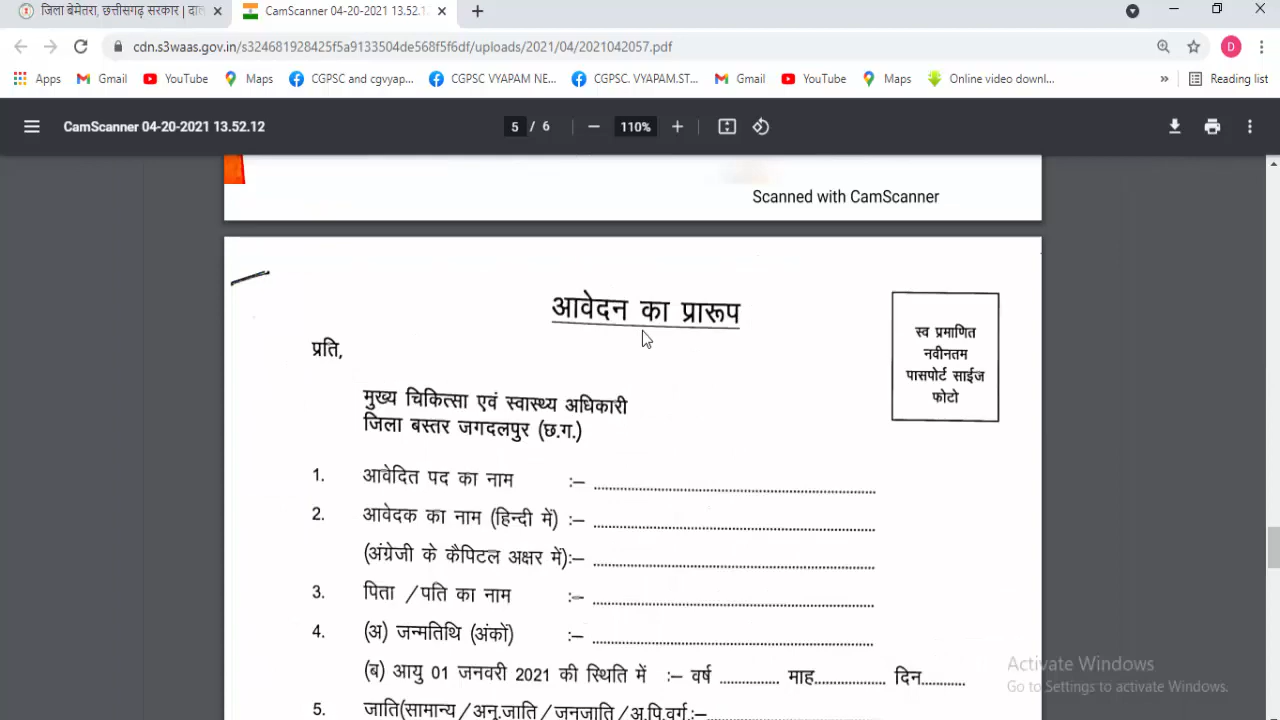 जिला बेमेतरा, छत्तीसगढ़ सरकार | दात
CamScanner 04-20-2021 13.52.1
cdn.s3waas.gov.in/s324681928425f5a9133504de568f5f6df/uploads/2021/04/2021042057.pdf
D
Apps Gmail YouTube Maps CGPSC and cgvyap... CGPSC VYAPAM NE... CGPSC. VYAPAM.ST... Gmail YouTube Maps Online video downl... » Reading list
CamScanner 04-20-2021 13.52.12 5 / 6 110%
Scanned with CamScanner
आवेदन का प्रारूप
स्व प्रमाणित
नवीनतम
पासपोर्ट साईज
फोटो
प्रति,
मुख्य चिकित्सा एवं स्वास्थ्य अधिकारी
जिला बस्तर जगदलपुर (छ.ग.)
1. आवेदित पद का नाम :– ........................................
2. आवेदक का नाम (हिन्दी में) :– ........................................
(अंग्रेजी के कैपिटल अक्षर में):– ........................................
3. पिता /पति का नाम :– ........................................
4. (अ) जन्मतिथि (अंकों) :– ........................................
(ब) आयु 01 जनवरी 2021 की स्थिति में :– वर्ष ............. माह............... दिन..........
5. जाति(सामान्य/अनु.जाति/जनजाति/अ.पि.वर्ग:–........................
Activate Windows
Go to Settings to activate Windows.